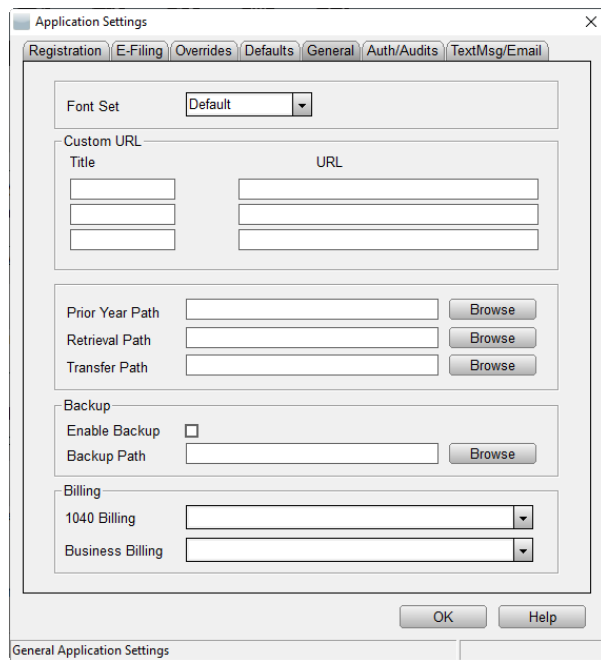 Application Settings
Registration E-Filing Overrides Defaults General Auth/Audits TextMsg/Email
Font Set Default
Custom URL
Title URL
Prior Year Path Browse
Retrieval Path Browse
Transfer Path Browse
Backup
Enable Backup
Backup Path Browse
Billing
1040 Billing
Business Billing
OK Help
General Application Settings